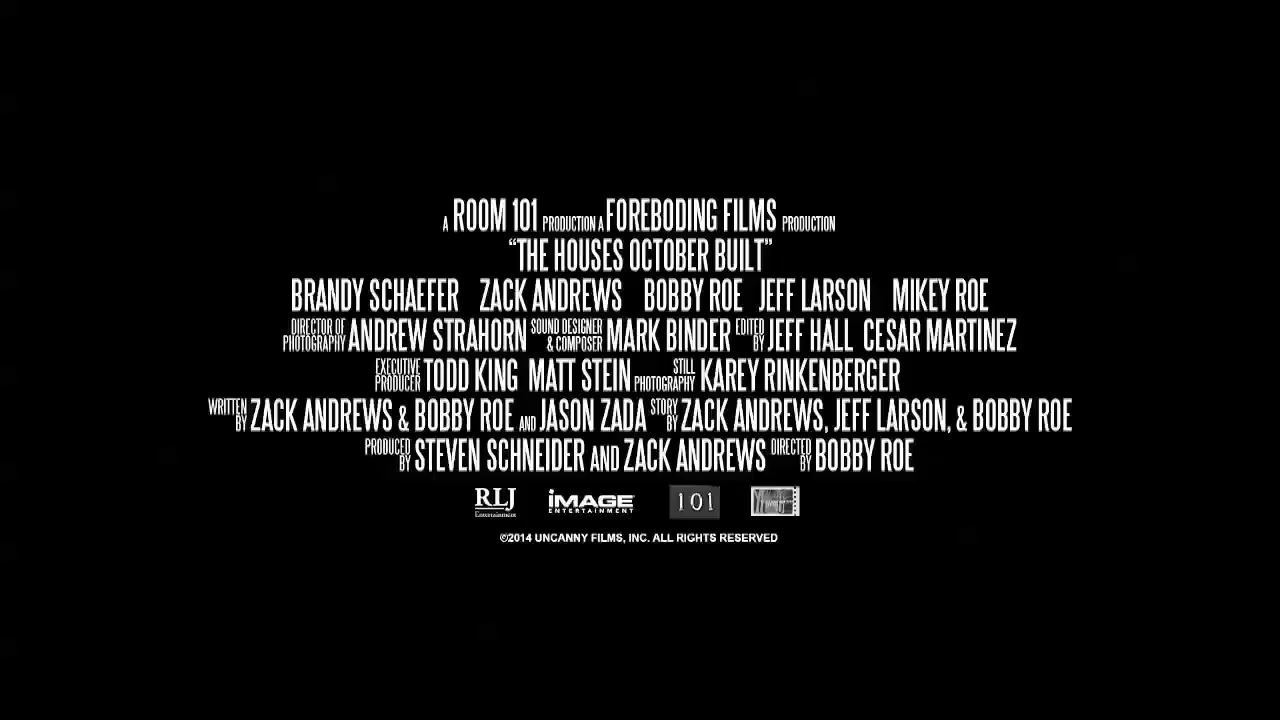 A ROOM 101 PRODUCTION A FOREBODING FILMS PRODUCTION
“THE HOUSES OCTOBER BUILT”
BRANDY SCHAEFER ZACK ANDREWS BOBBY ROE JEFF LARSON MIKEY ROE
DIRECTOR OF PHOTOGRAPHY ANDREW STRAHORN SOUND DESIGNER & COMPOSER MARK BINDER EDITED BY JEFF HALL CESAR MARTINEZ
EXECUTIVE PRODUCER TODD KING MATT STEIN STILL PHOTOGRAPHY KAREY RINKENBERGER
WRITTEN BY ZACK ANDREWS & BOBBY ROE AND JASON ZADA STORY BY ZACK ANDREWS, JEFF LARSON, & BOBBY ROE
PRODUCED BY STEVEN SCHNEIDER AND ZACK ANDREWS DIRECTED BY BOBBY ROE
RLJ Entertainment iMAGE ENTERTAINMENT 101
©2014 UNCANNY FILMS, INC. ALL RIGHTS RESERVED